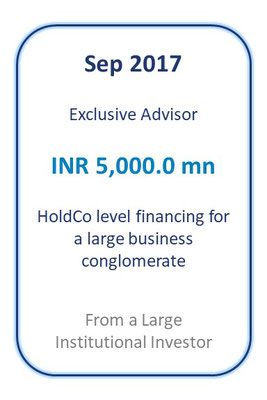 Sep 2017
Exclusive Advisor
INR 5,000.0 mn
HoldCo level financing for
a large business
conglomerate
From a Large
Institutional Investor